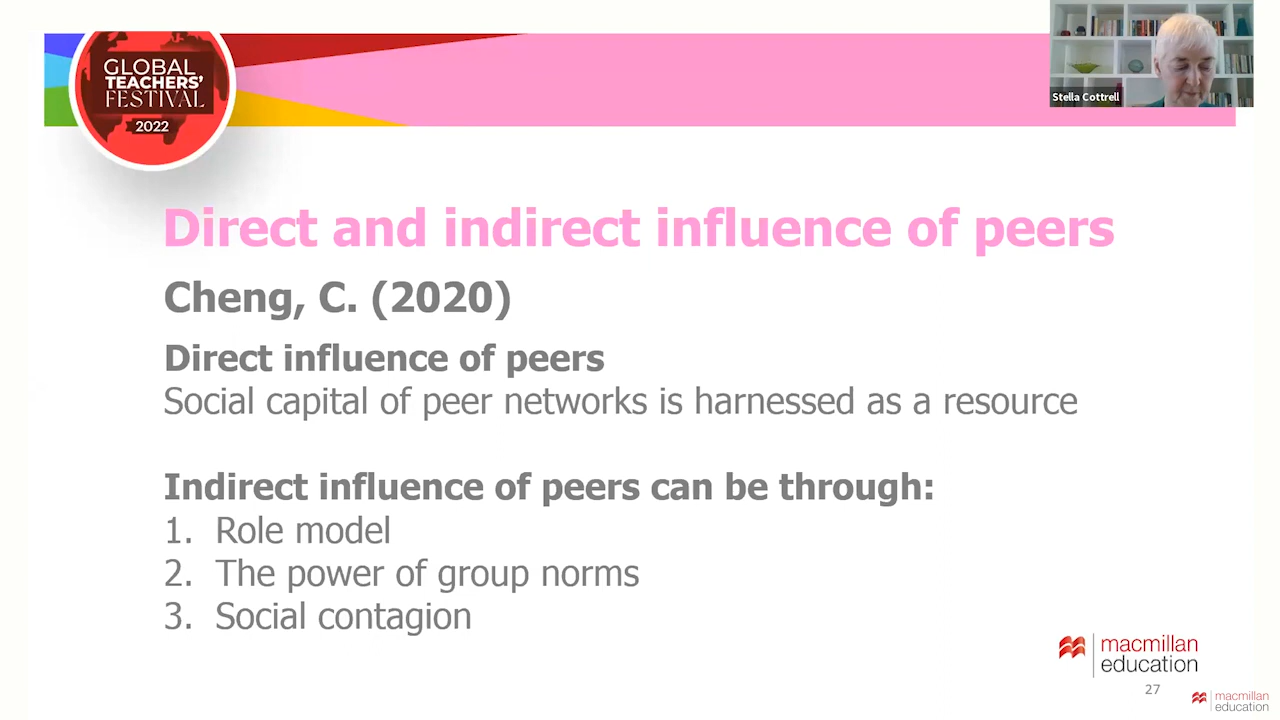 GLOBAL
TEACHERS'
FESTIVAL
2022
Stella Cottrell
Direct and indirect influence of peers
Cheng, C. (2020)
Direct influence of peers
Social capital of peer networks is harnessed as a resource
Indirect influence of peers can be through:
1. Role model
2. The power of group norms
3. Social contagion
macmillan
education
27
macmillan
education